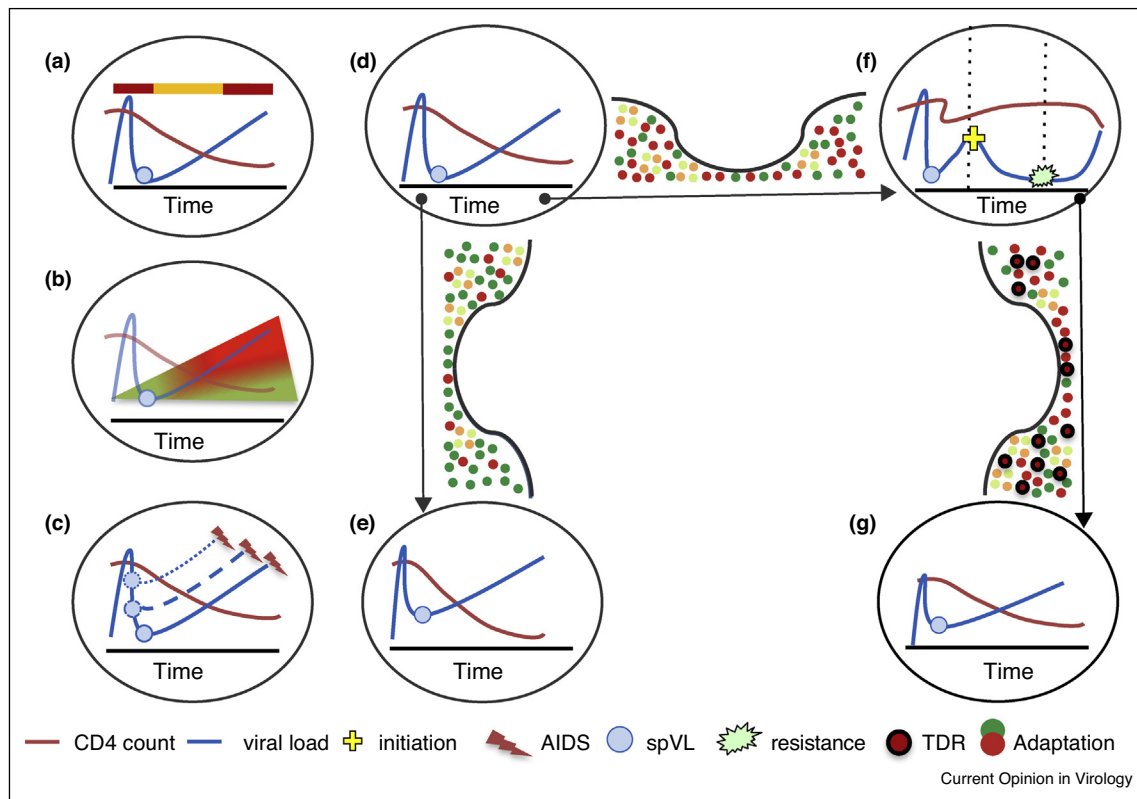 (a)
Time
(b)
Time
(c)
Time
(d)
Time
(e)
Time
(f)
Time
(g)
Time
CD4 count
viral load
initiation
AIDS
spVL
resistance
TDR
Adaptation
Current Opinion in Virology